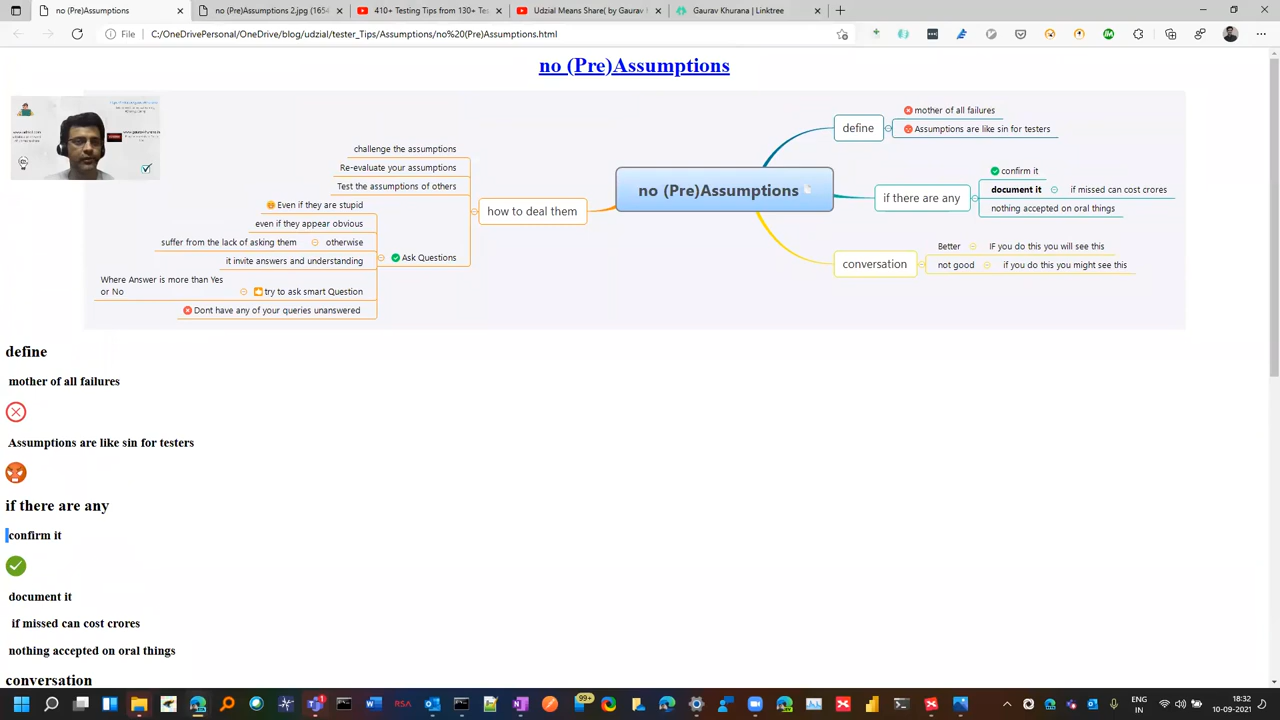 no (Pre)Assumptions
no (Pre)Assumptions 2.jpg (1654
410+ Testing Tips from 130+ Tes
Udzial Means Share( by Gaurav
Gaurav Khurana | Linktree
File
C:/OneDrivePersonal/OneDrive/blog/udzial/tester_Tips/Assumptions/no%20(Pre)Assumptions.html
no (Pre)Assumptions
no (Pre)Assumptions
define
mother of all failures
Assumptions are like sin for testers
if there are any
confirm it
document it
if missed can cost crores
nothing accepted on oral things
conversation
Better
IF you do this you will see this
not good
if you do this you might see this
how to deal them
challenge the assumptions
Re-evaluate your assumptions
Test the assumptions of others
Ask Questions
Even if they are stupid
even if they appear obvious
suffer from the lack of asking them
otherwise
it invite answers and understanding
Where Answer is more than Yes
or No
try to ask smart Question
Dont have any of your queries unanswered
define
mother of all failures
Assumptions are like sin for testers
if there are any
confirm it
document it
if missed can cost crores
nothing accepted on oral things
conversation
RSA
99+
ENG
IN
18:32
10-09-2021